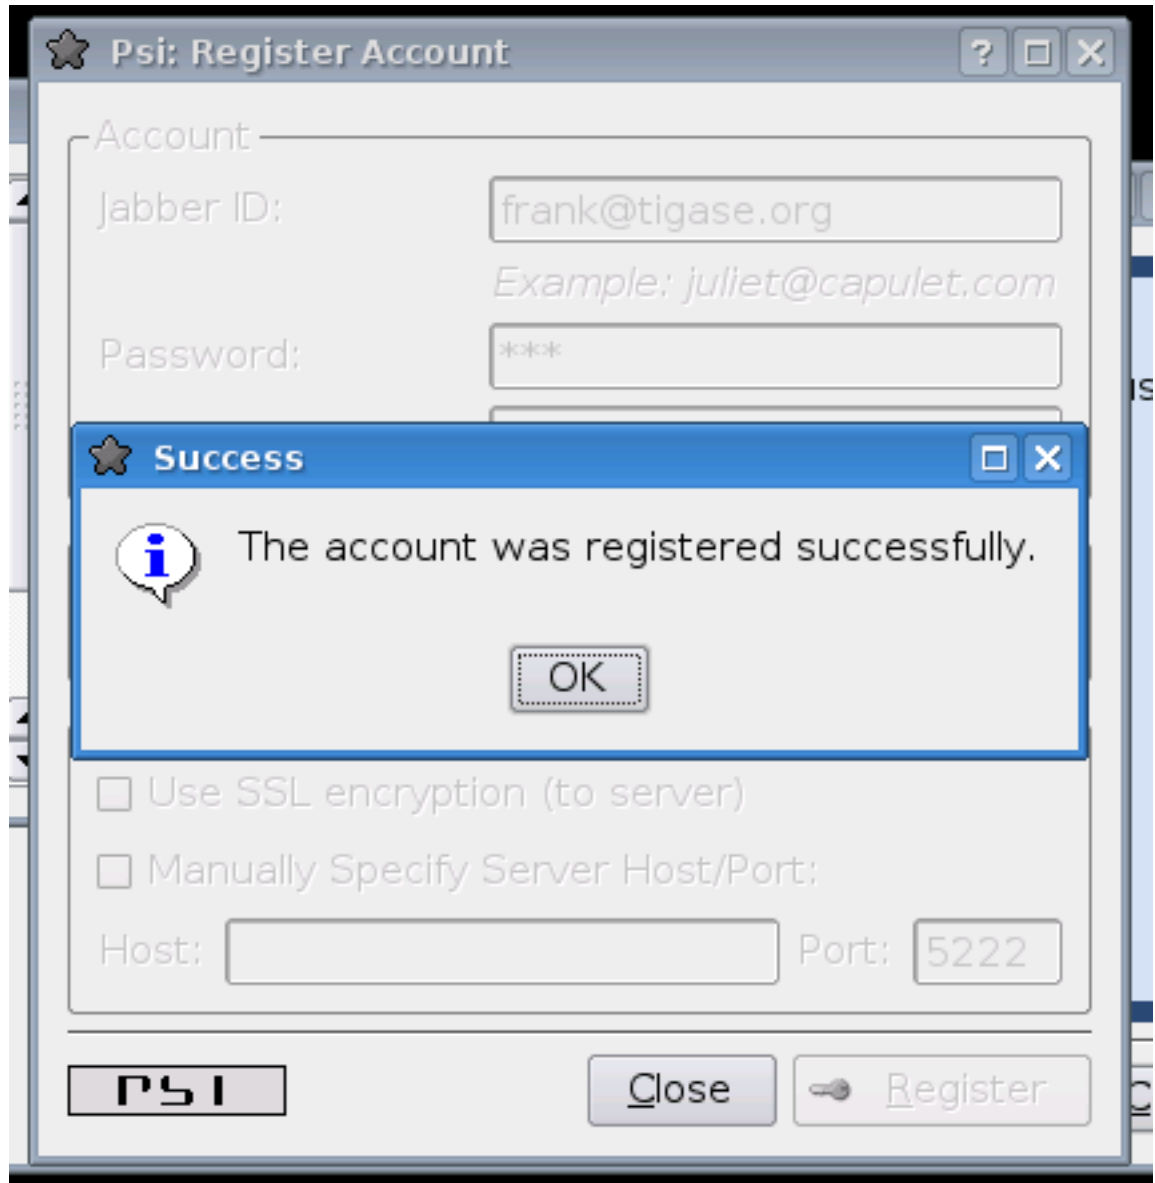 Psi: Register Account
Account
Jabber ID: frank@tigase.org
Example: juliet@capulet.com
Password: ***
Success
The account was registered successfully.
OK
Use SSL encryption (to server)
Manually Specify Server Host/Port:
Host: Port: 5222
PSI Close Register